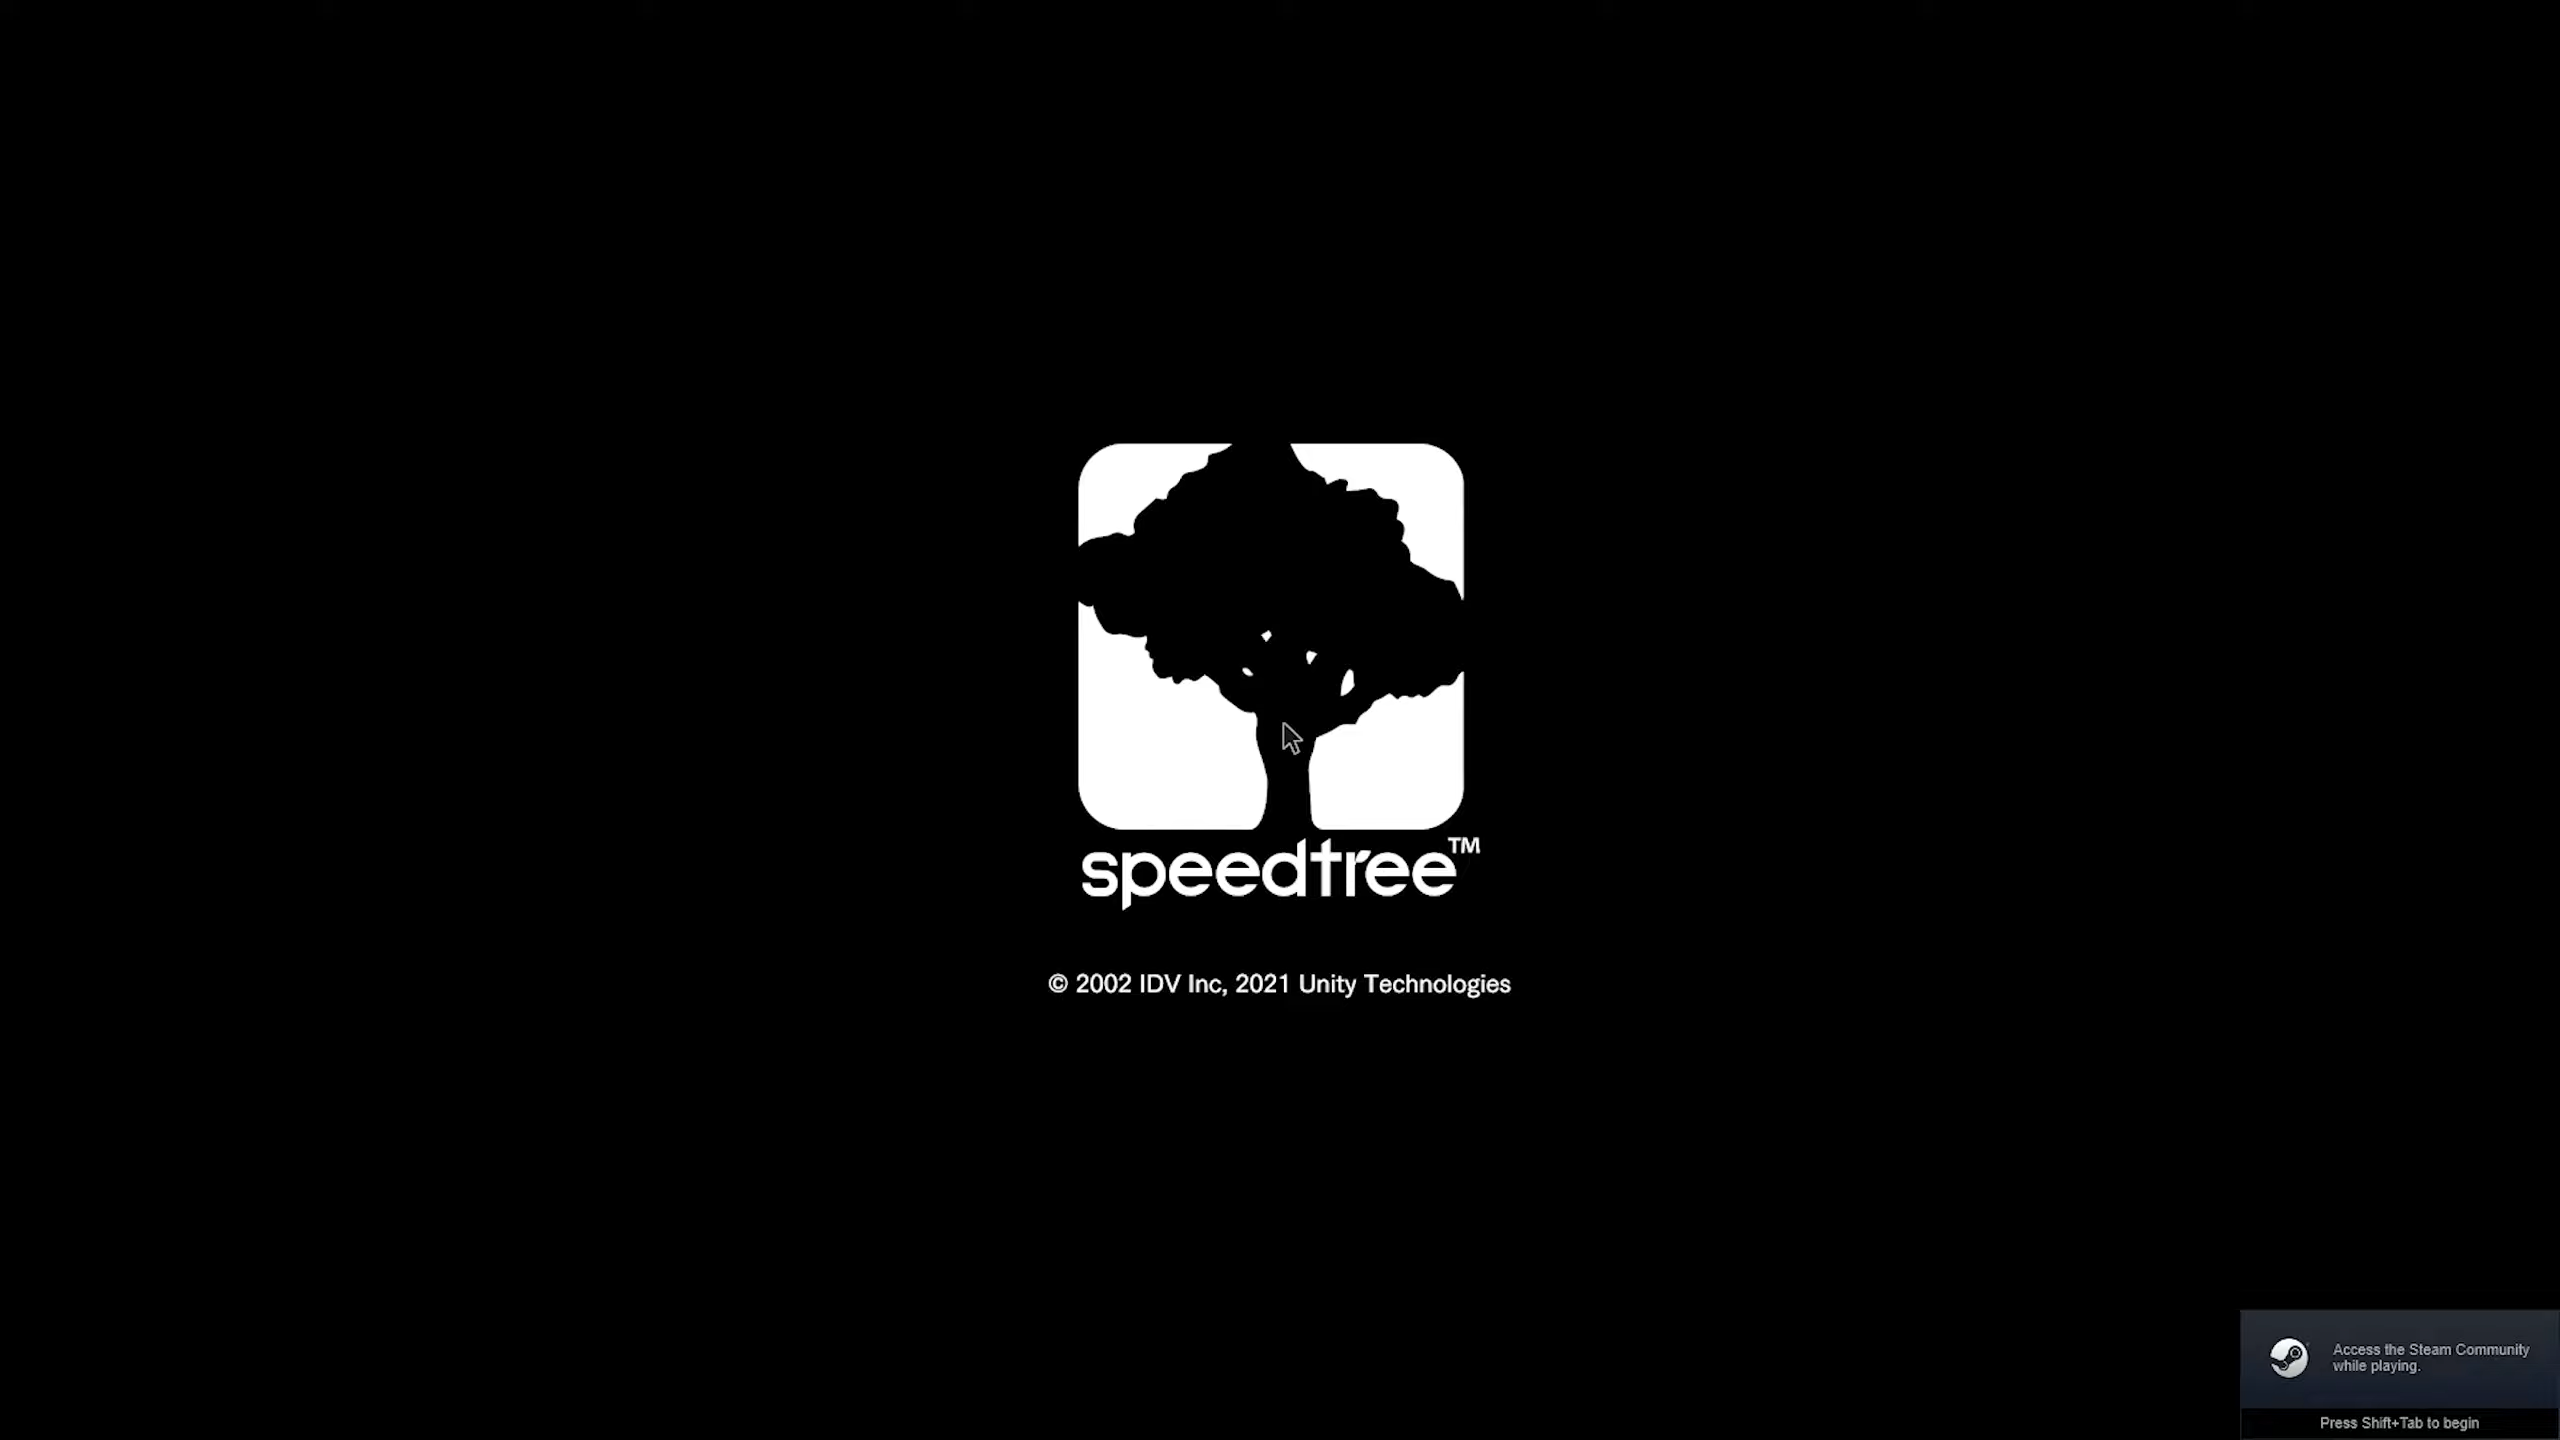 speedtree™
© 2002 IDV Inc, 2021 Unity Technologies
Access the Steam Community
while playing.
Press Shift+Tab to begin